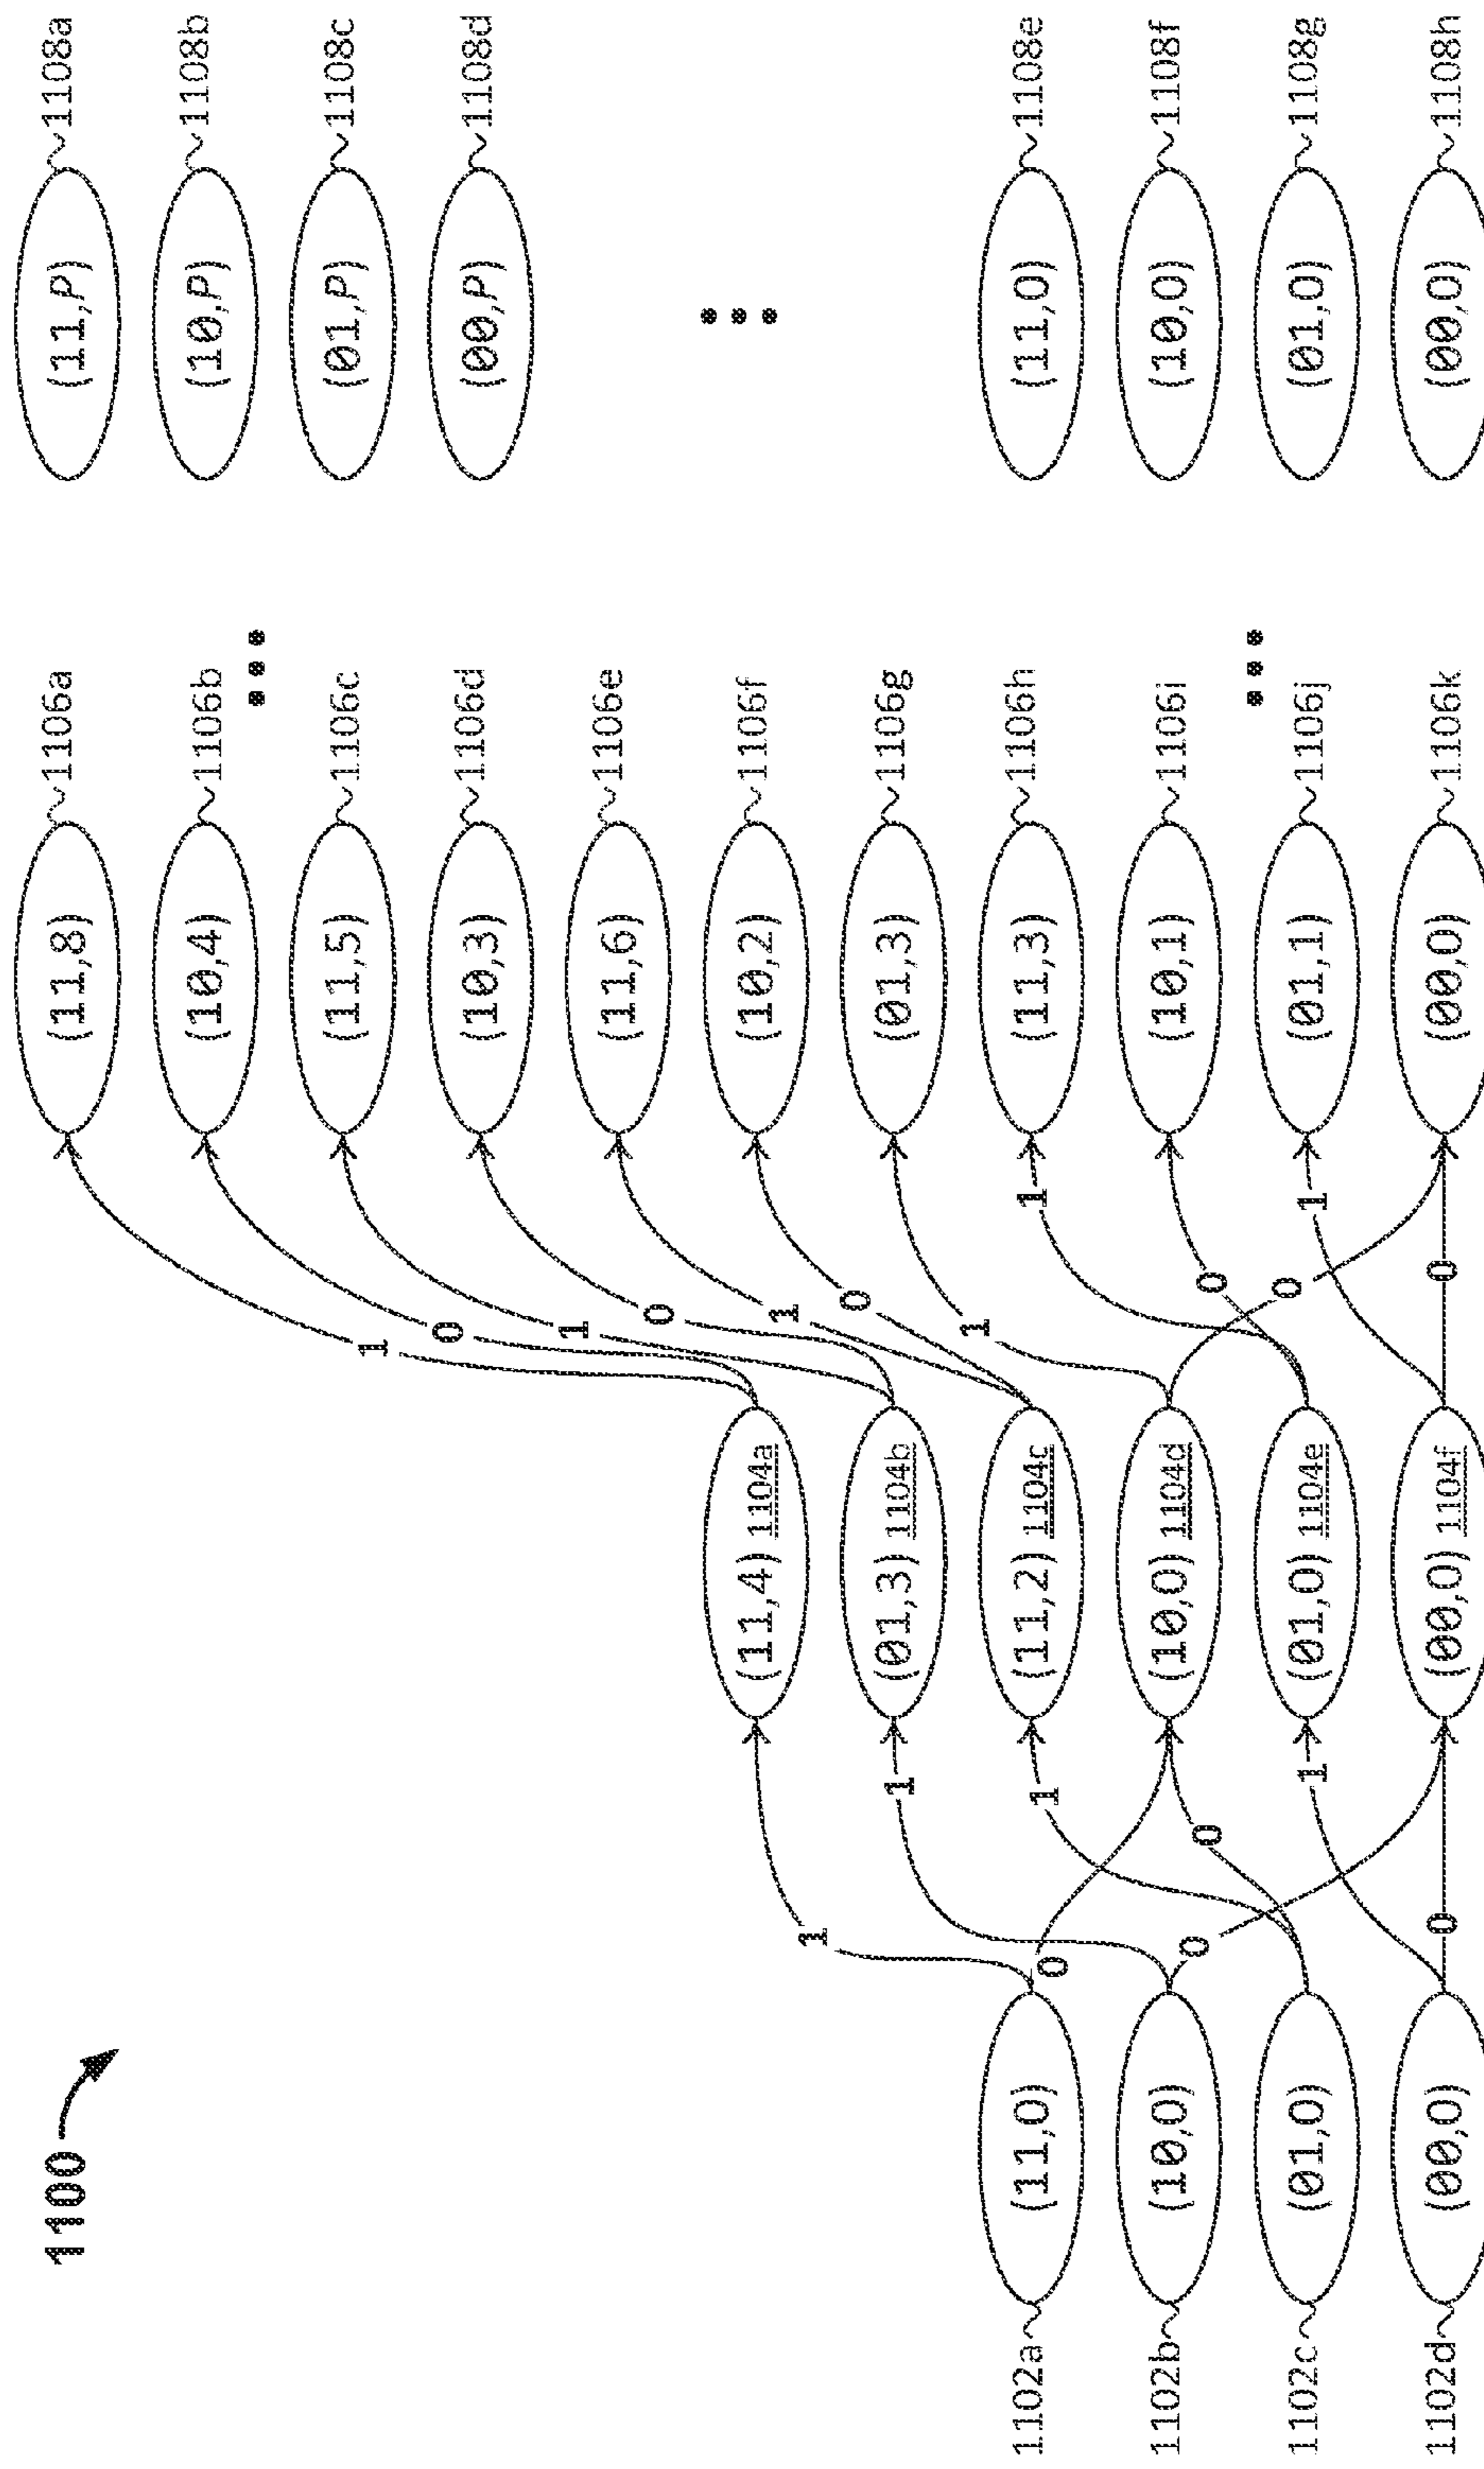 1100
1102a
(11,0)
1102b
(10,0)
1102c
(01,0)
1102d
(00,0)
1
0
1
0
1
0
1
0
(11,4) 1104a
(01,3) 1104b
(11,2) 1104c
(10,0) 1104d
(01,0) 1104e
(00,0) 1104f
1
0
1
0
1
0
1
0
1
0
1
0
(11,8)
1106a
(10,4)
1106b
(11,5)
1106c
(10,3)
1106d
(11,6)
1106e
(10,2)
1106f
(01,3)
1106g
(11,3)
1106h
(10,1)
1106i
(01,1)
1106j
(00,0)
1106k
...
...
(11,P)
1108a
(10,P)
1108b
(01,P)
1108c
(00,P)
1108d
...
(11,0)
1108e
(10,0)
1108f
(01,0)
1108g
(00,0)
1108h